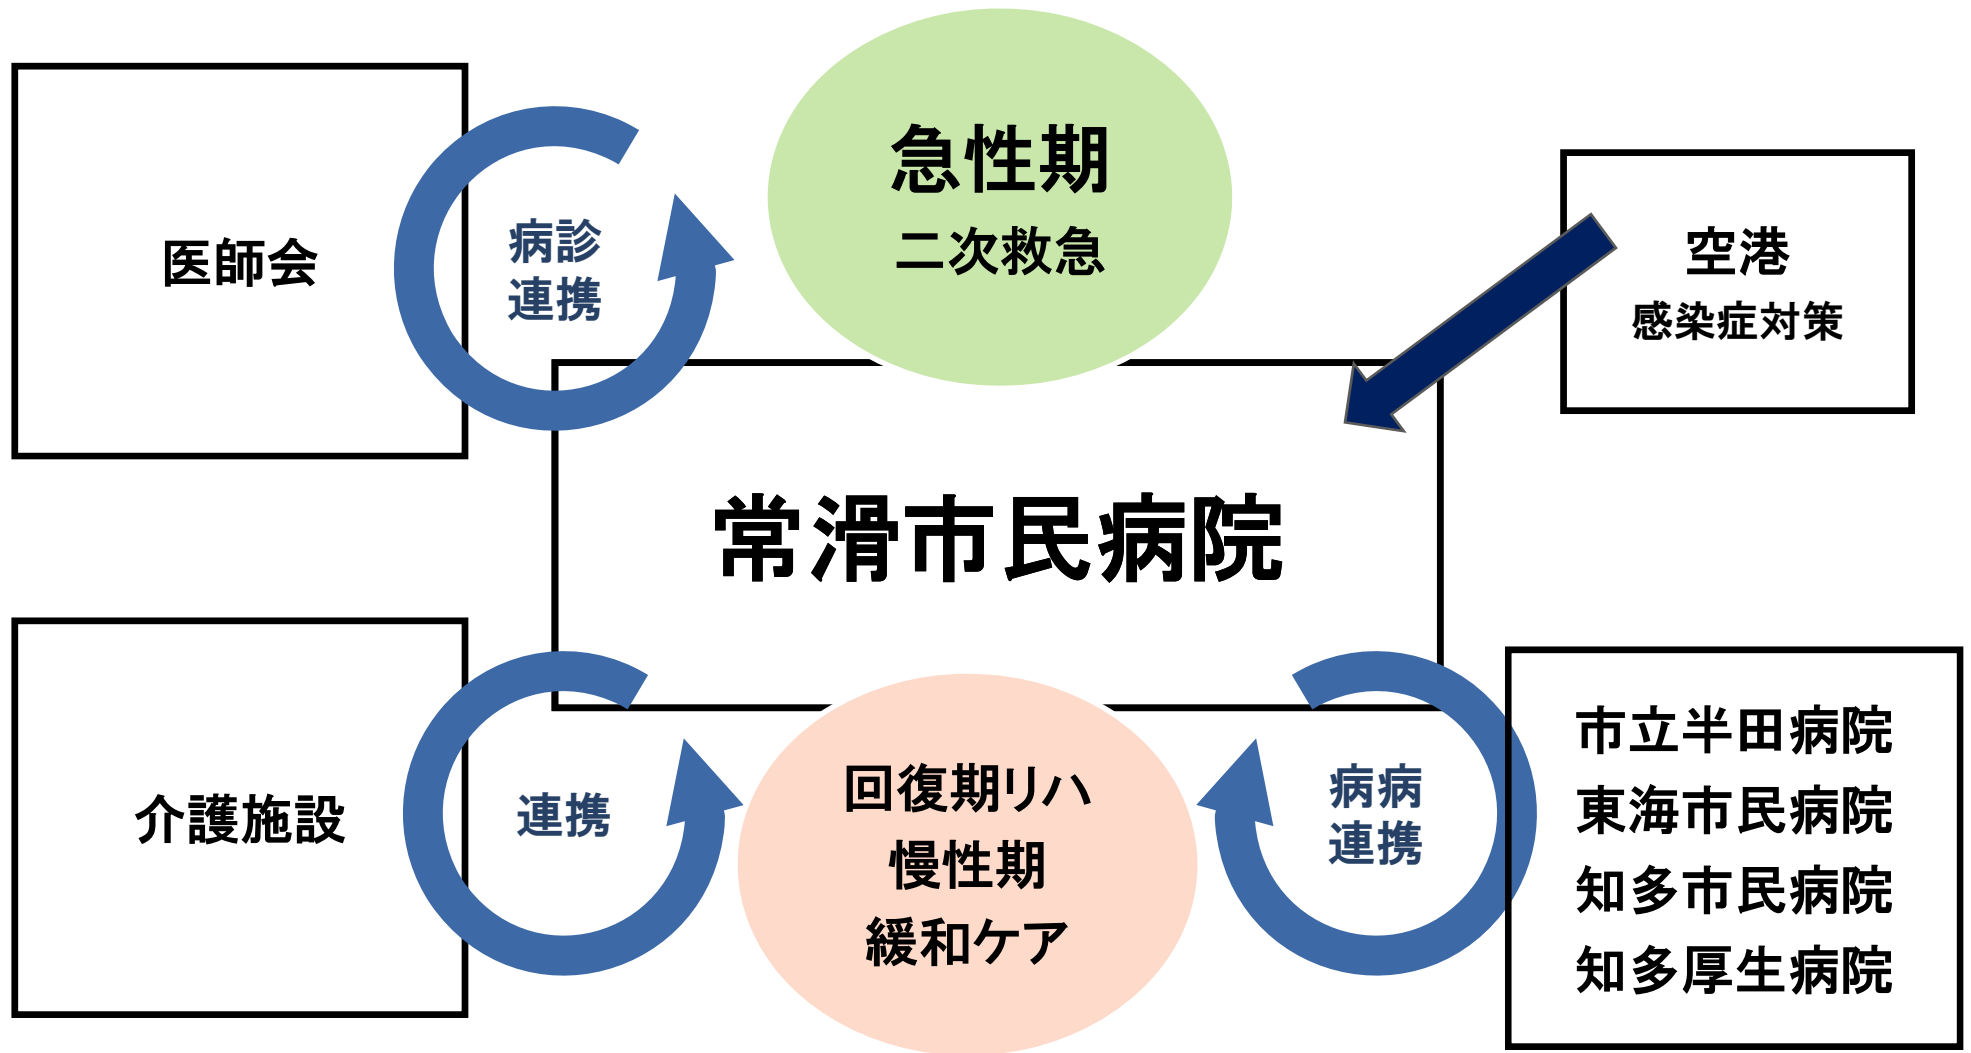 医師会
病診
連携
急性期
二次救急
空港
感染症対策
常滑市民病院
介護施設
連携
回復期リハ
慢性期
緩和ケア
病病
連携
市立半田病院
東海市民病院
知多市民病院
知多厚生病院